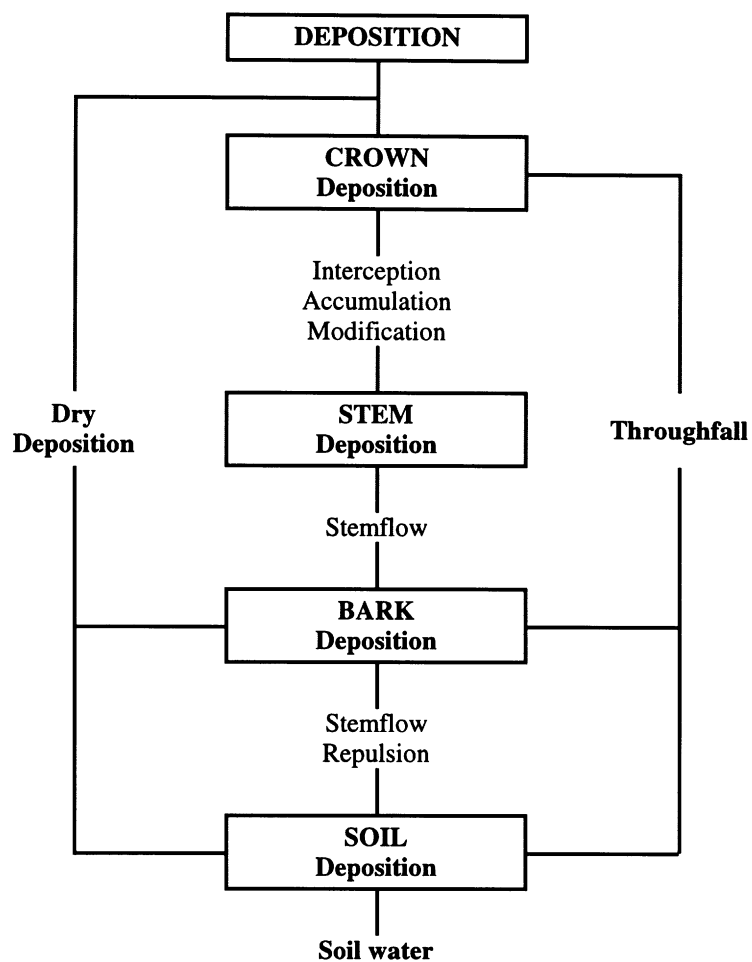 DEPOSITION
CROWN
Deposition
Interception
Accumulation
Modification
STEM
Deposition
Dry
Deposition
Throughfall
Stemflow
BARK
Deposition
Stemflow
Repulsion
SOIL
Deposition
Soil water